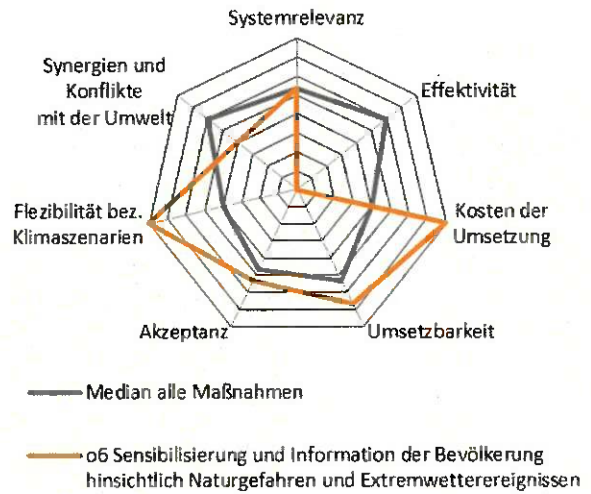 Systemrelevanz
Synergien und
Konflikte
mit der Umwelt
Effektivität
Flezibilität bez.
Klimaszenarien
Kosten der
Umsetzung
Akzeptanz
Umsetzbarkeit
Median alle Maßnahmen
o6 Sensibilisierung und Information der Bevölkerung
hinsichtlich Naturgefahren und Extremwetterereignissen